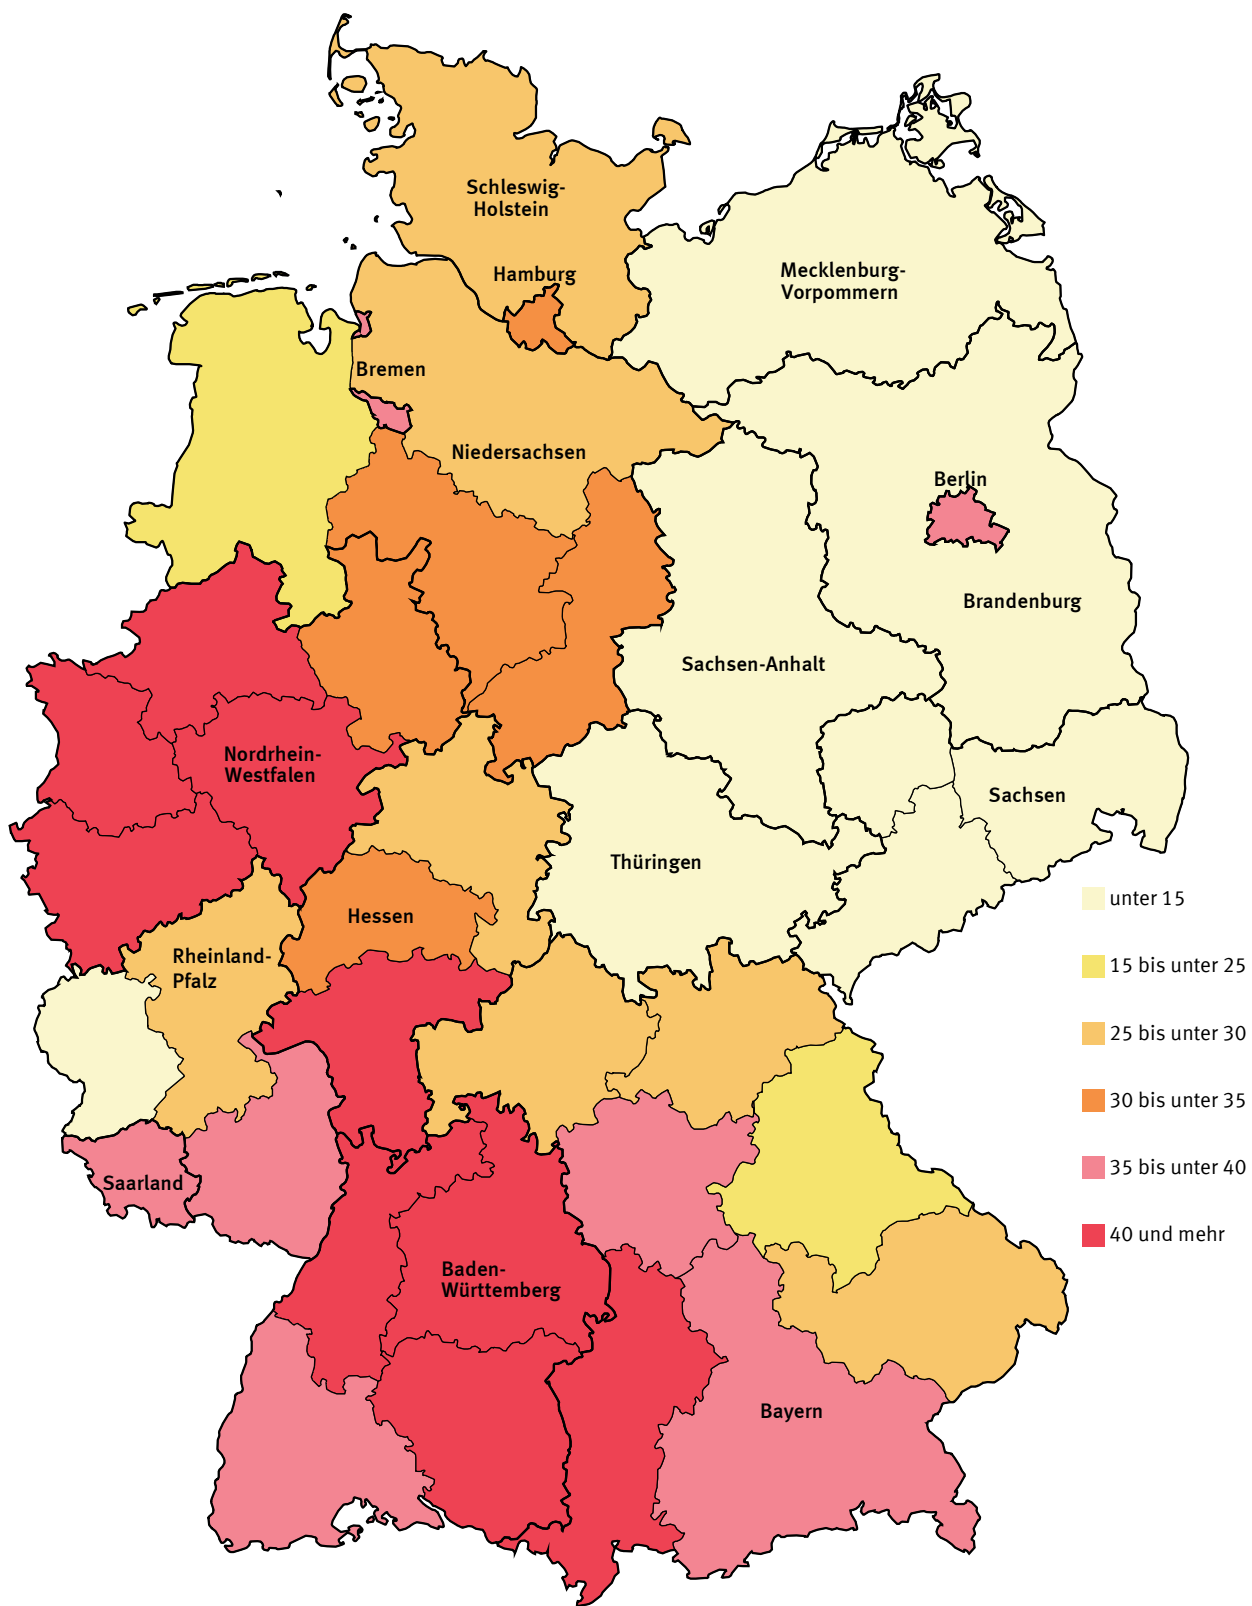 Schleswig-
Holstein
Hamburg
Mecklenburg-
Vorpommern
Bremen
Niedersachsen
Berlin
Brandenburg
Sachsen-Anhalt
Nordrhein-
Westfalen
Sachsen
Thüringen
Hessen
Rheinland-
Pfalz
Saarland
Baden-
Württemberg
Bayern
unter 15
15 bis unter 25
25 bis unter 30
30 bis unter 35
35 bis unter 40
40 und mehr